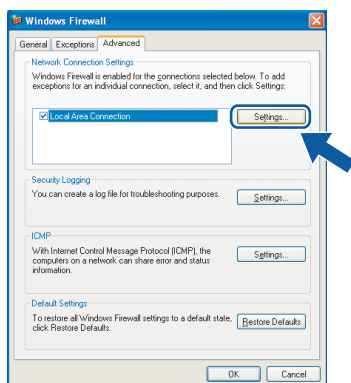 Windows Firewall
General Exceptions Advanced
Network Connection Settings
Windows Firewall is enabled for the connections selected below. To add
exceptions for an individual connection, select it, and then click Settings:
Local Area Connection
Settings...
Security Logging
You can create a log file for troubleshooting purposes.
Settings...
ICMP
With Internet Control Message Protocol (ICMP), the
computers on a network can share error and status
information.
Settings...
Default Settings
To restore all Windows Firewall settings to a default state,
click Restore Defaults.
Restore Defaults
OK Cancel